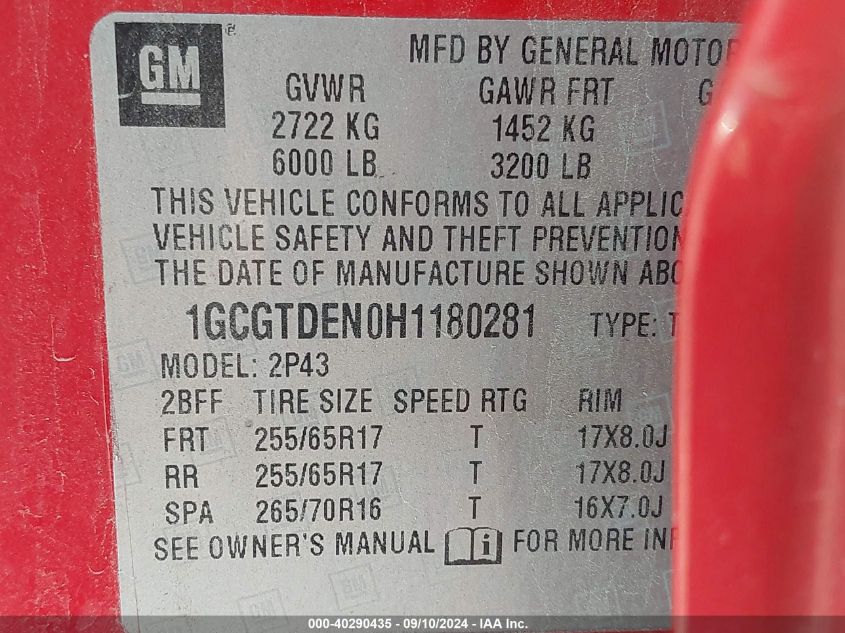 GM
MFD BY GENERAL MOTOR
GVWR GAWR FRT G
2722 KG 1452 KG
6000 LB 3200 LB
THIS VEHICLE CONFORMS TO ALL APPLIC
VEHICLE SAFETY AND THEFT PREVENTION
THE DATE OF MANUFACTURE SHOWN ABO
1GCGTDEN0H1180281 TYPE: T
MODEL: 2P43
2BFF TIRE SIZE SPEED RTG RIM
FRT 255/65R17 T 17X8.0J
RR 255/65R17 T 17X8.0J
SPA 265/70R16 T 16X7.0J
SEE OWNER'S MANUAL i FOR MORE INF
000-40290435 - 09/10/2024 - IAA Inc.